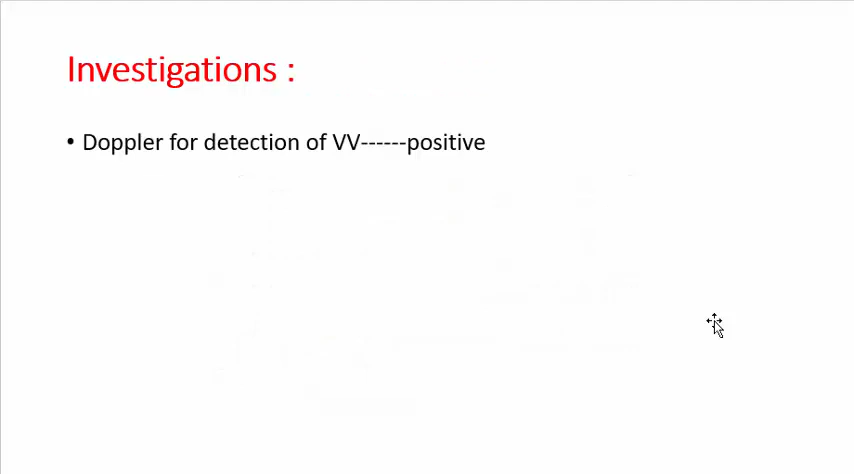 Investigations :
• Doppler for detection of VV------positive